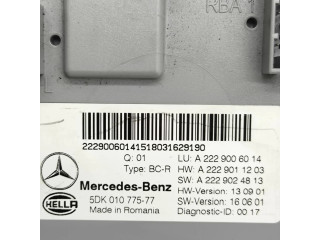 RBA 1
22290060141518031629190
Q: 01 LU: A 222 900 60 14
Type: BC-R HW: A 222 901 12 03
Mercedes-Benz SW: A 222 902 48 13
5DK 010 775-77 HW-Version: 13 09 01
Made in Romania SW-Version: 16 06 01
HELLA Diagnostic-ID: 00 17